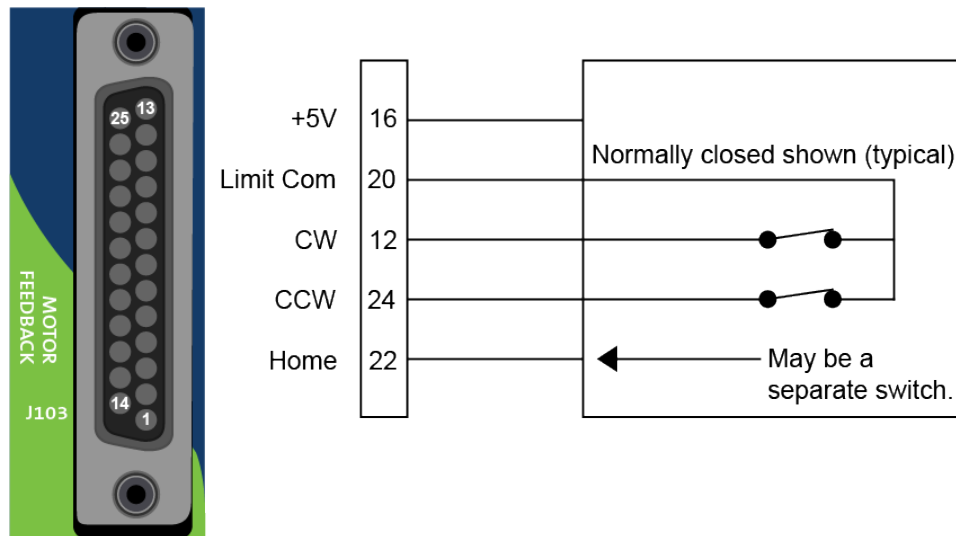 25 13
MOTOR
FEEDBACK
J103
14
1
+5V 16
Limit Com 20
CW 12
CCW 24
Home 22
Normally closed shown (typical)
May be a
separate switch.